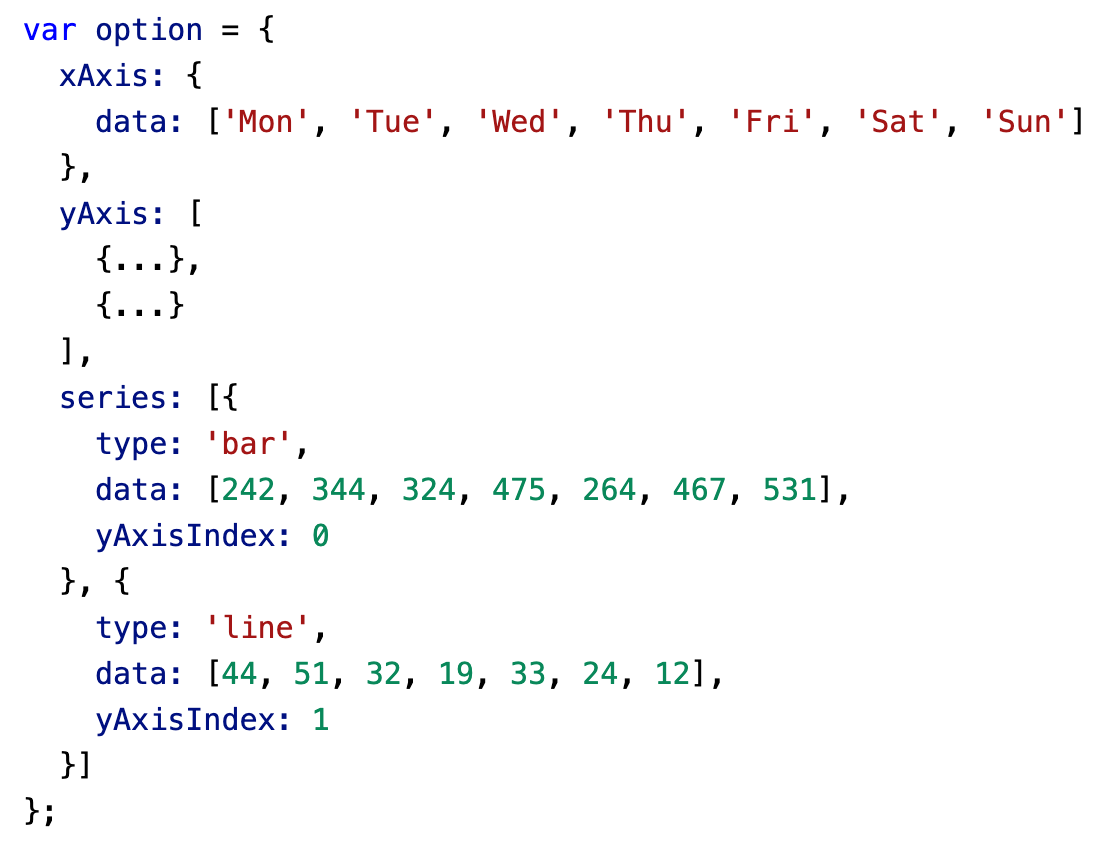 var option = {
  xAxis: {
    data: ['Mon', 'Tue', 'Wed', 'Thu', 'Fri', 'Sat', 'Sun']
  },
  yAxis: [
    {...},
    {...}
  ],
  series: [{
    type: 'bar',
    data: [242, 344, 324, 475, 264, 467, 531],
    yAxisIndex: 0
  }, {
    type: 'line',
    data: [44, 51, 32, 19, 33, 24, 12],
    yAxisIndex: 1
  }]
};